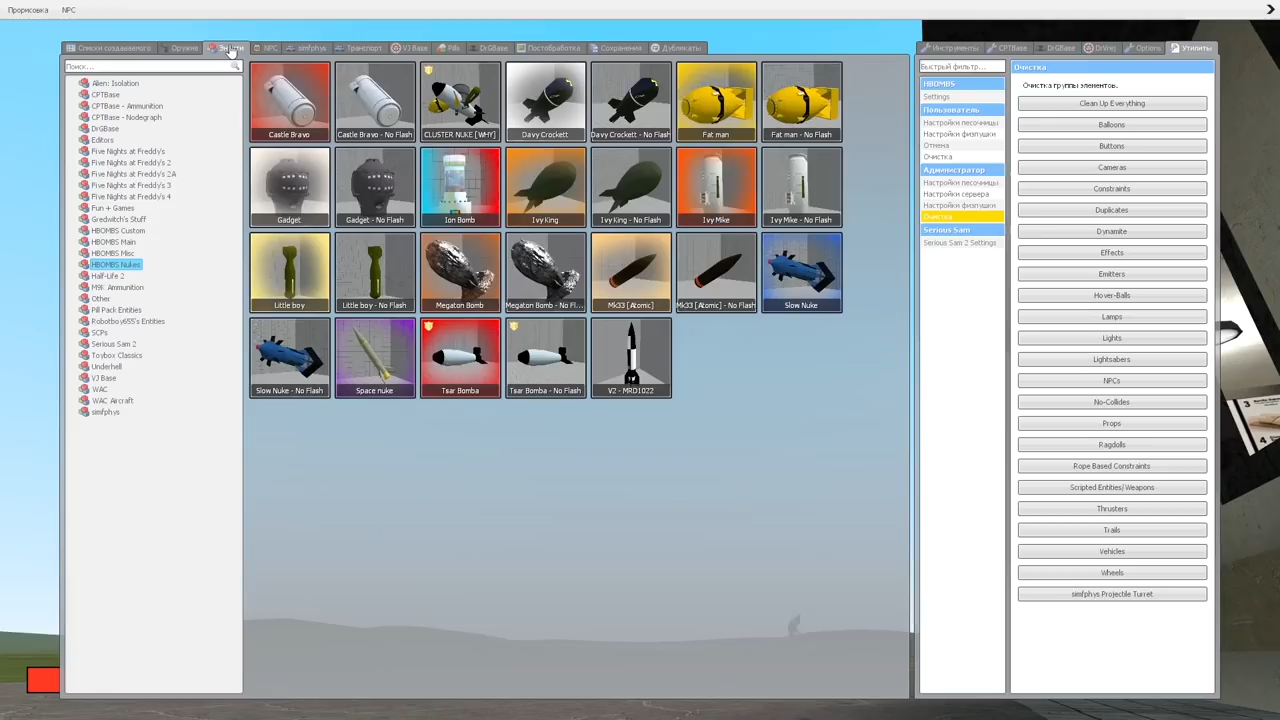 Прорисовка NPC
Списки создаваемого Оружие Энтити NPC simfphys Транспорт VJ Base Pills DrGBase Постобработка Сохранения Дубликаты
Инструменты CPTBase DrGBase DrVrej Options Утилиты
Поиск...
Alien: Isolation
CPTBase
CPTBase - Ammunition
CPTBase - Nodegraph
DrGBase
Editors
Five Nights at Freddy's
Five Nights at Freddy's 2
Five Nights at Freddy's 2A
Five Nights at Freddy's 3
Five Nights at Freddy's 4
Fun + Games
Gredwitch's Stuff
HBOMBS Custom
HBOMBS Main
HBOMBS Misc
HBOMBS Nukes
Half-Life 2
M9K Ammunition
Other
Pill Pack Entities
Robotboy655's Entities
SCPs
Serious Sam 2
Toybox Classics
Underhell
VJ Base
WAC
WAC Aircraft
simfphys
Castle Bravo
Castle Bravo - No Flash
CLUSTER NUKE [WHY]
Davy Crockett
Davy Crockett - No Flash
Fat man
Fat man - No Flash
Gadget
Gadget - No Flash
Ion Bomb
Ivy King
Ivy King - No Flash
Ivy Mike
Ivy Mike - No Flash
Little boy
Little boy - No Flash
Megaton Bomb
Megaton Bomb - No Fl...
Mk33 [Atomic]
Mk33 [Atomic] - No Flash
Slow Nuke
Slow Nuke - No Flash
Space nuke
Tsar Bomba
Tsar Bomba - No Flash
V2 - MRD1022
Быстрый фильтр...
HBOMBS
Settings
Пользователь
Настройки песочницы
Настройки физпушки
Отмена
Очистка
Администратор
Настройки песочницы
Настройки сервера
Настройки физпушки
Очистка
Serious Sam
Serious Sam 2 Settings
Очистка
Очистка группы элементов.
Clean Up Everything
Balloons
Buttons
Cameras
Constraints
Duplicates
Dynamite
Effects
Emitters
Hover-Balls
Lamps
Lights
Lightsabers
NPCs
No-Collides
Props
Ragdolls
Rope Based Constraints
Scripted Entities/Weapons
Thrusters
Trails
Vehicles
Wheels
simfphys Projectile Turret
3
4